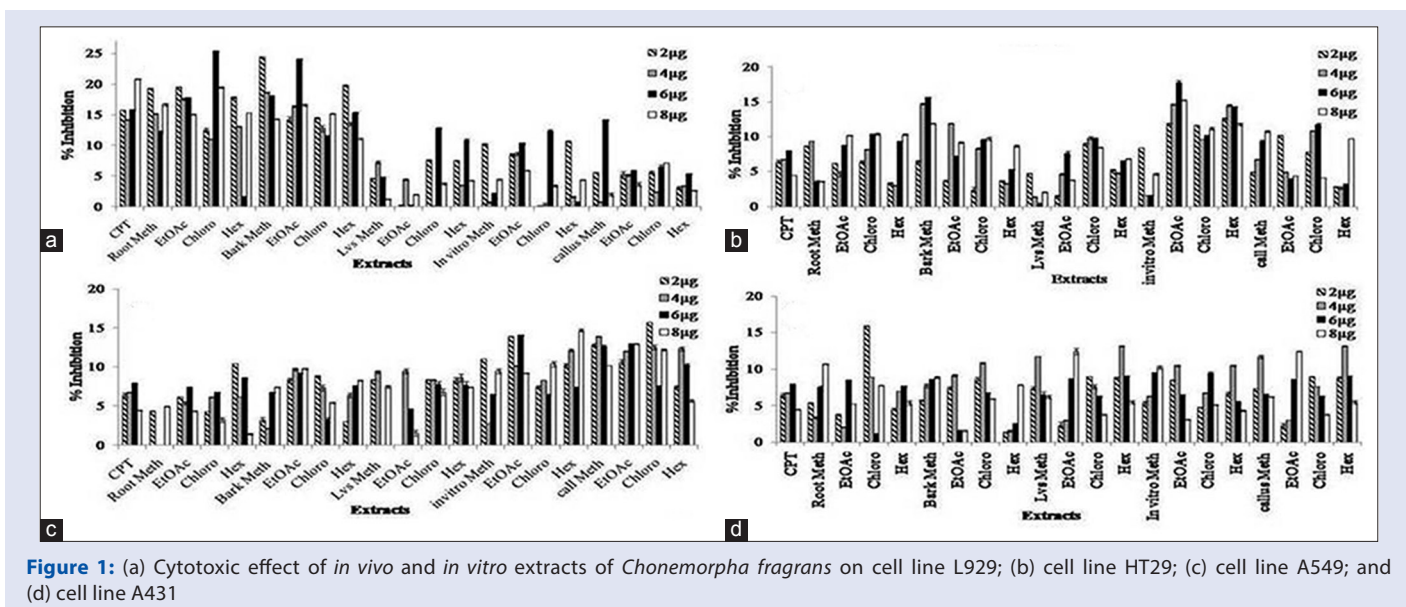 25
20
15
10
5
0
% Inhibition
2µg
4µg
6µg
8µg
CPT
Root Meth
EtOAc
Chloro
Hex
Bark Meth
EtOAc
Chloro
Hex
Lvs Meth
EtOAc
Chloro
Hex
In vitro Meth
EtOAc
Chloro
Hex
callus Meth
EtOAc
Chloro
Hex
Extracts
a
20
15
10
5
0
% Inhibition
2µg
4µg
6µg
8µg
CPT
Root Meth
EtOAc
Chloro
Hex
Bark Meth
EtOAc
Chloro
Hex
Lvs Meth
EtOAc
Chloro
Hex
invitro Meth
EtOAc
Chloro
Hex
call Meth
EtOAc
Chloro
Hex
Extracts
b
20
15
10
5
0
% Inhibition
2µg
4µg
6µg
8µg
CPT
Root Meth
EtOAc
Chloro
Hex
Bark Meth
EtOAc
Chloro
Hex
Lvs Meth
EtOAc
Chloro
Hex
invitro Meth
EtOAc
Chloro
Hex
call Meth
EtOAc
Chloro
Hex
Extracts
c
20
15
10
5
0
% Inhibition
2µg
4µg
6µg
8µg
CPT
Root Meth
EtOAc
Chloro
Hex
Bark Meth
EtOAc
Chloro
Hex
Lvs Meth
EtOAc
Chloro
Hex
In vitro Meth
EtOAc
Chloro
Hex
callus Meth
EtOAc
Chloro
Hex
Extracts
d
Figure 1: (a) Cytotoxic effect of in vivo and in vitro extracts of Chonemorpha fragrans on cell line L929; (b) cell line HT29; (c) cell line A549; and
(d) cell line A431